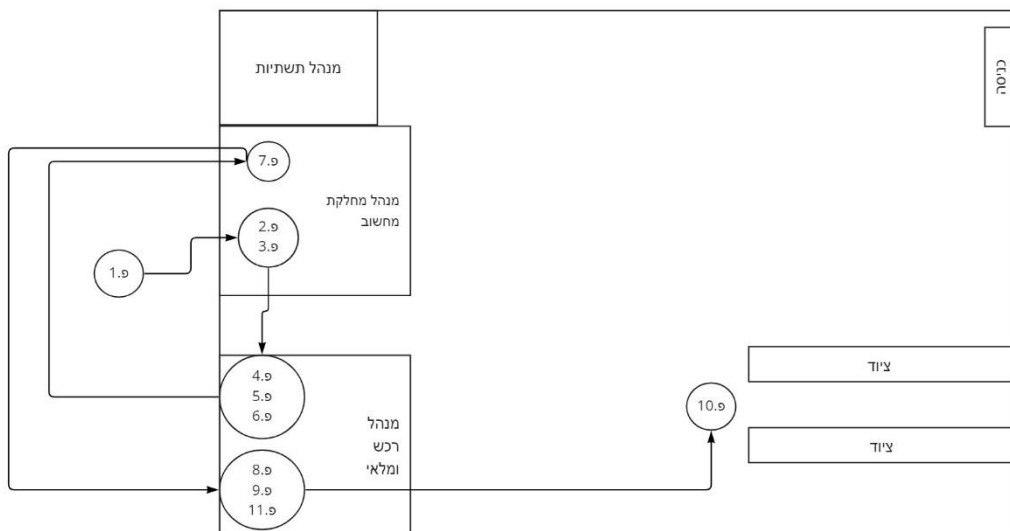 מנהל תשתיות
כניסה
פ.7
מנהל מחלקת
מחשוב
פ.2
פ.3
פ.1
ציוד
פ.4
פ.5
פ.6
פ.10
מנהל
רכש
ומלאי
ציוד
פ.8
פ.9
פ.11